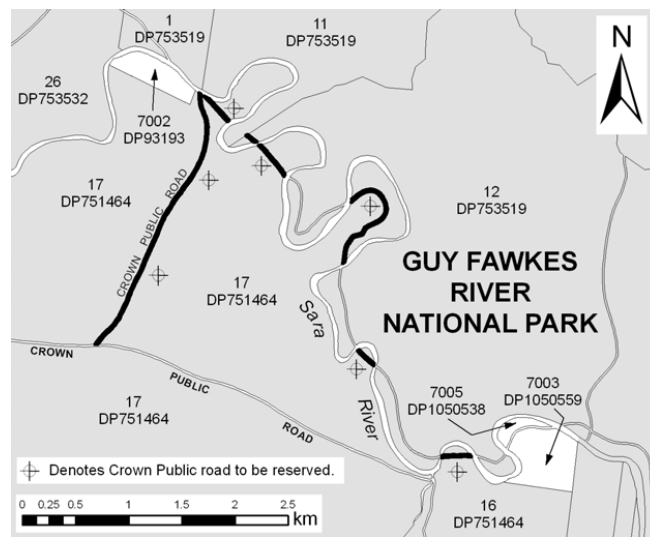 1
DP753519
11
DP753519
N
26
DP753532
7002
DP93193
17
DP751464
CROWN PUBLIC ROAD
12
DP753519
17
DP751464
GUY FAWKES
RIVER
NATIONAL PARK
Sara
River
CROWN
PUBLIC
ROAD
17
DP751464
7005
DP1050538
7003
DP1050559
Denotes Crown Public road to be reserved.
16
DP751464
0 0.25 0.5 1 1.5 2 2.5
km